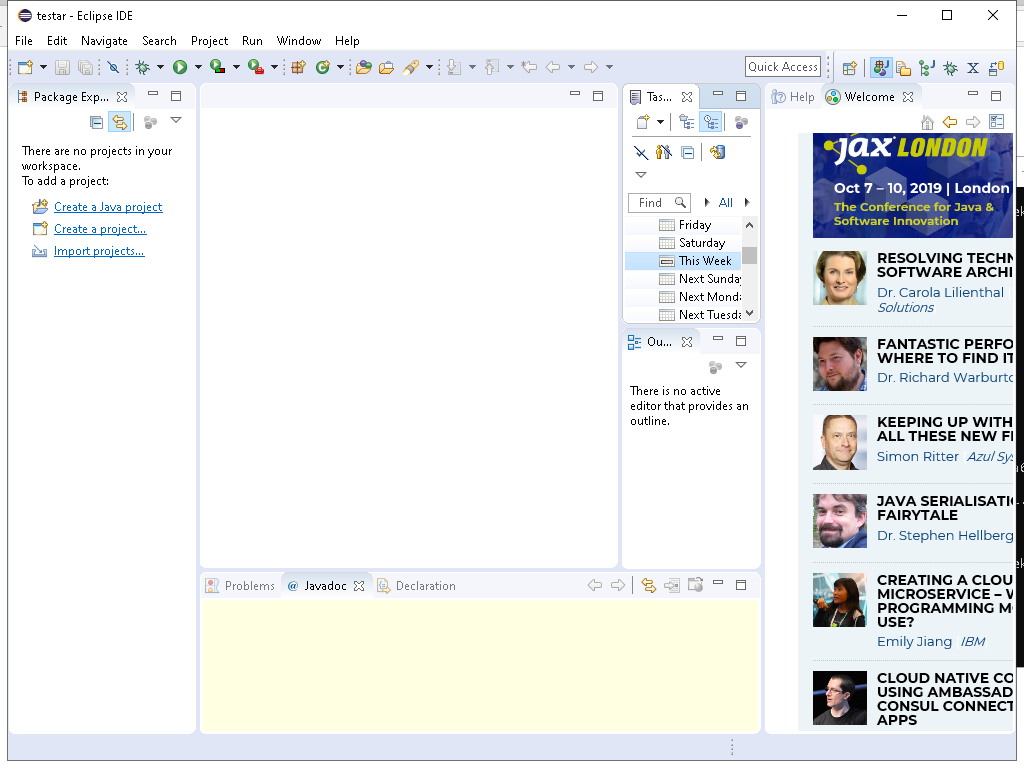 testar - Eclipse IDE
File Edit Navigate Search Project Run Window Help
Quick Access
Package Exp...
There are no projects in your
workspace.
To add a project:
Create a Java project
Create a project...
Import projects...
Tas...
Find
All
Friday
Saturday
This Week
Next Sunda
Next Mond
Next Tuesda
Ou...
There is no active
editor that provides an
outline.
Problems
@ Javadoc
Declaration
Help
Welcome
JAX LONDON
Oct 7 – 10, 2019 | London
The Conference for Java &
Software Innovation
RESOLVING TECHN
SOFTWARE ARCHI
Dr. Carola Lilienthal
Solutions
FANTASTIC PERFO
WHERE TO FIND IT
Dr. Richard Warburto
KEEPING UP WITH
ALL THESE NEW F
Simon Ritter Azul Sys
JAVA SERIALISATI
FAIRYTALE
Dr. Stephen Hellberg
CREATING A CLOU
MICROSERVICE – W
PROGRAMMING M
USE?
Emily Jiang IBM
CLOUD NATIVE CO
USING AMBASSAD
CONSUL CONNECT
APPS